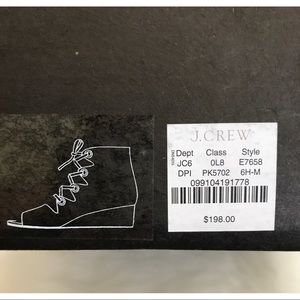 J.CREW
Dept Class Style
JC6 0L8 E7658
DPI PK5702 6H-M
099104191778
$198.00